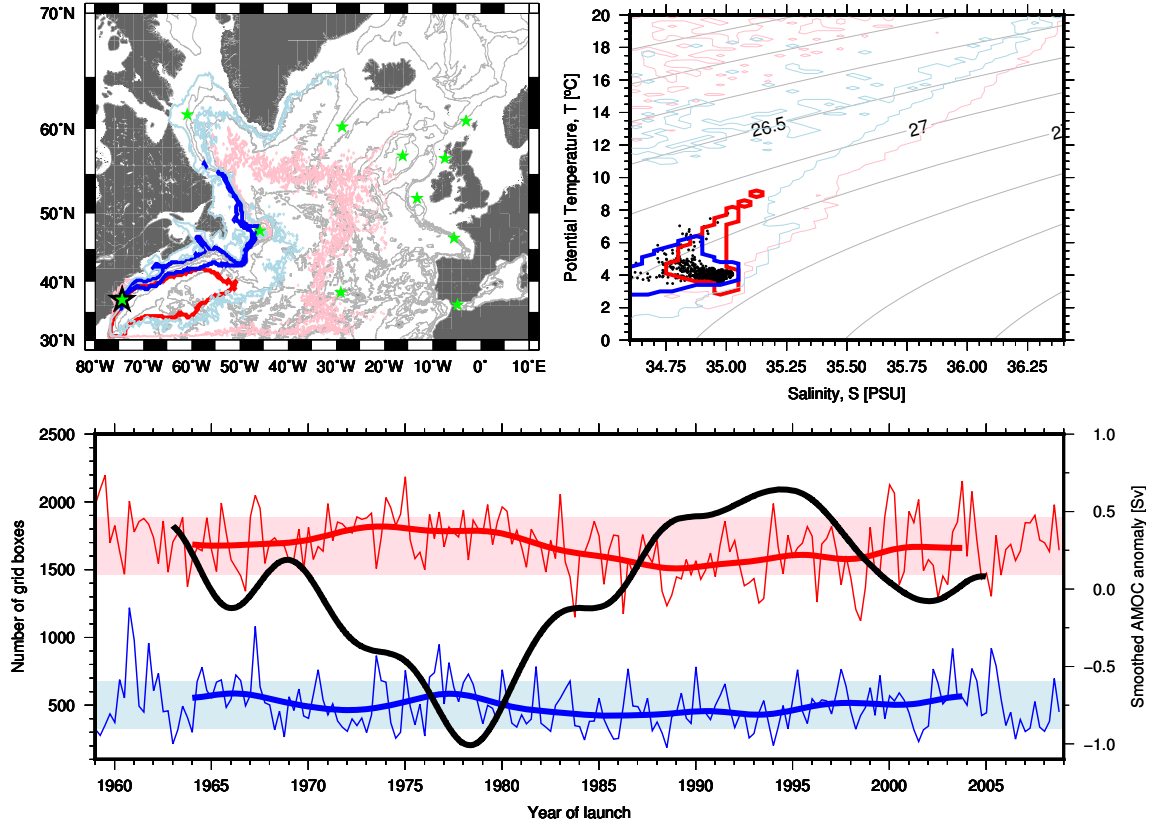 70°N
60°N
50°N
40°N
30°N
80°W 70°W 60°W 50°W 40°W 30°W 20°W 10°W 0° 10°E
20
18
16
14
12
10
8
6
4
2
0
Potential Temperature, T [ºC]
26.5
27
2
34.75 35.00 35.25 35.50 35.75 36.00 36.25
Salinity, S [PSU]
2500
2000
1500
1000
500
Number of grid boxes
1.0
0.5
0.0
−0.5
−1.0
Smoothed AMOC anomaly [Sv]
1960 1965 1970 1975 1980 1985 1990 1995 2000 2005
Year of launch